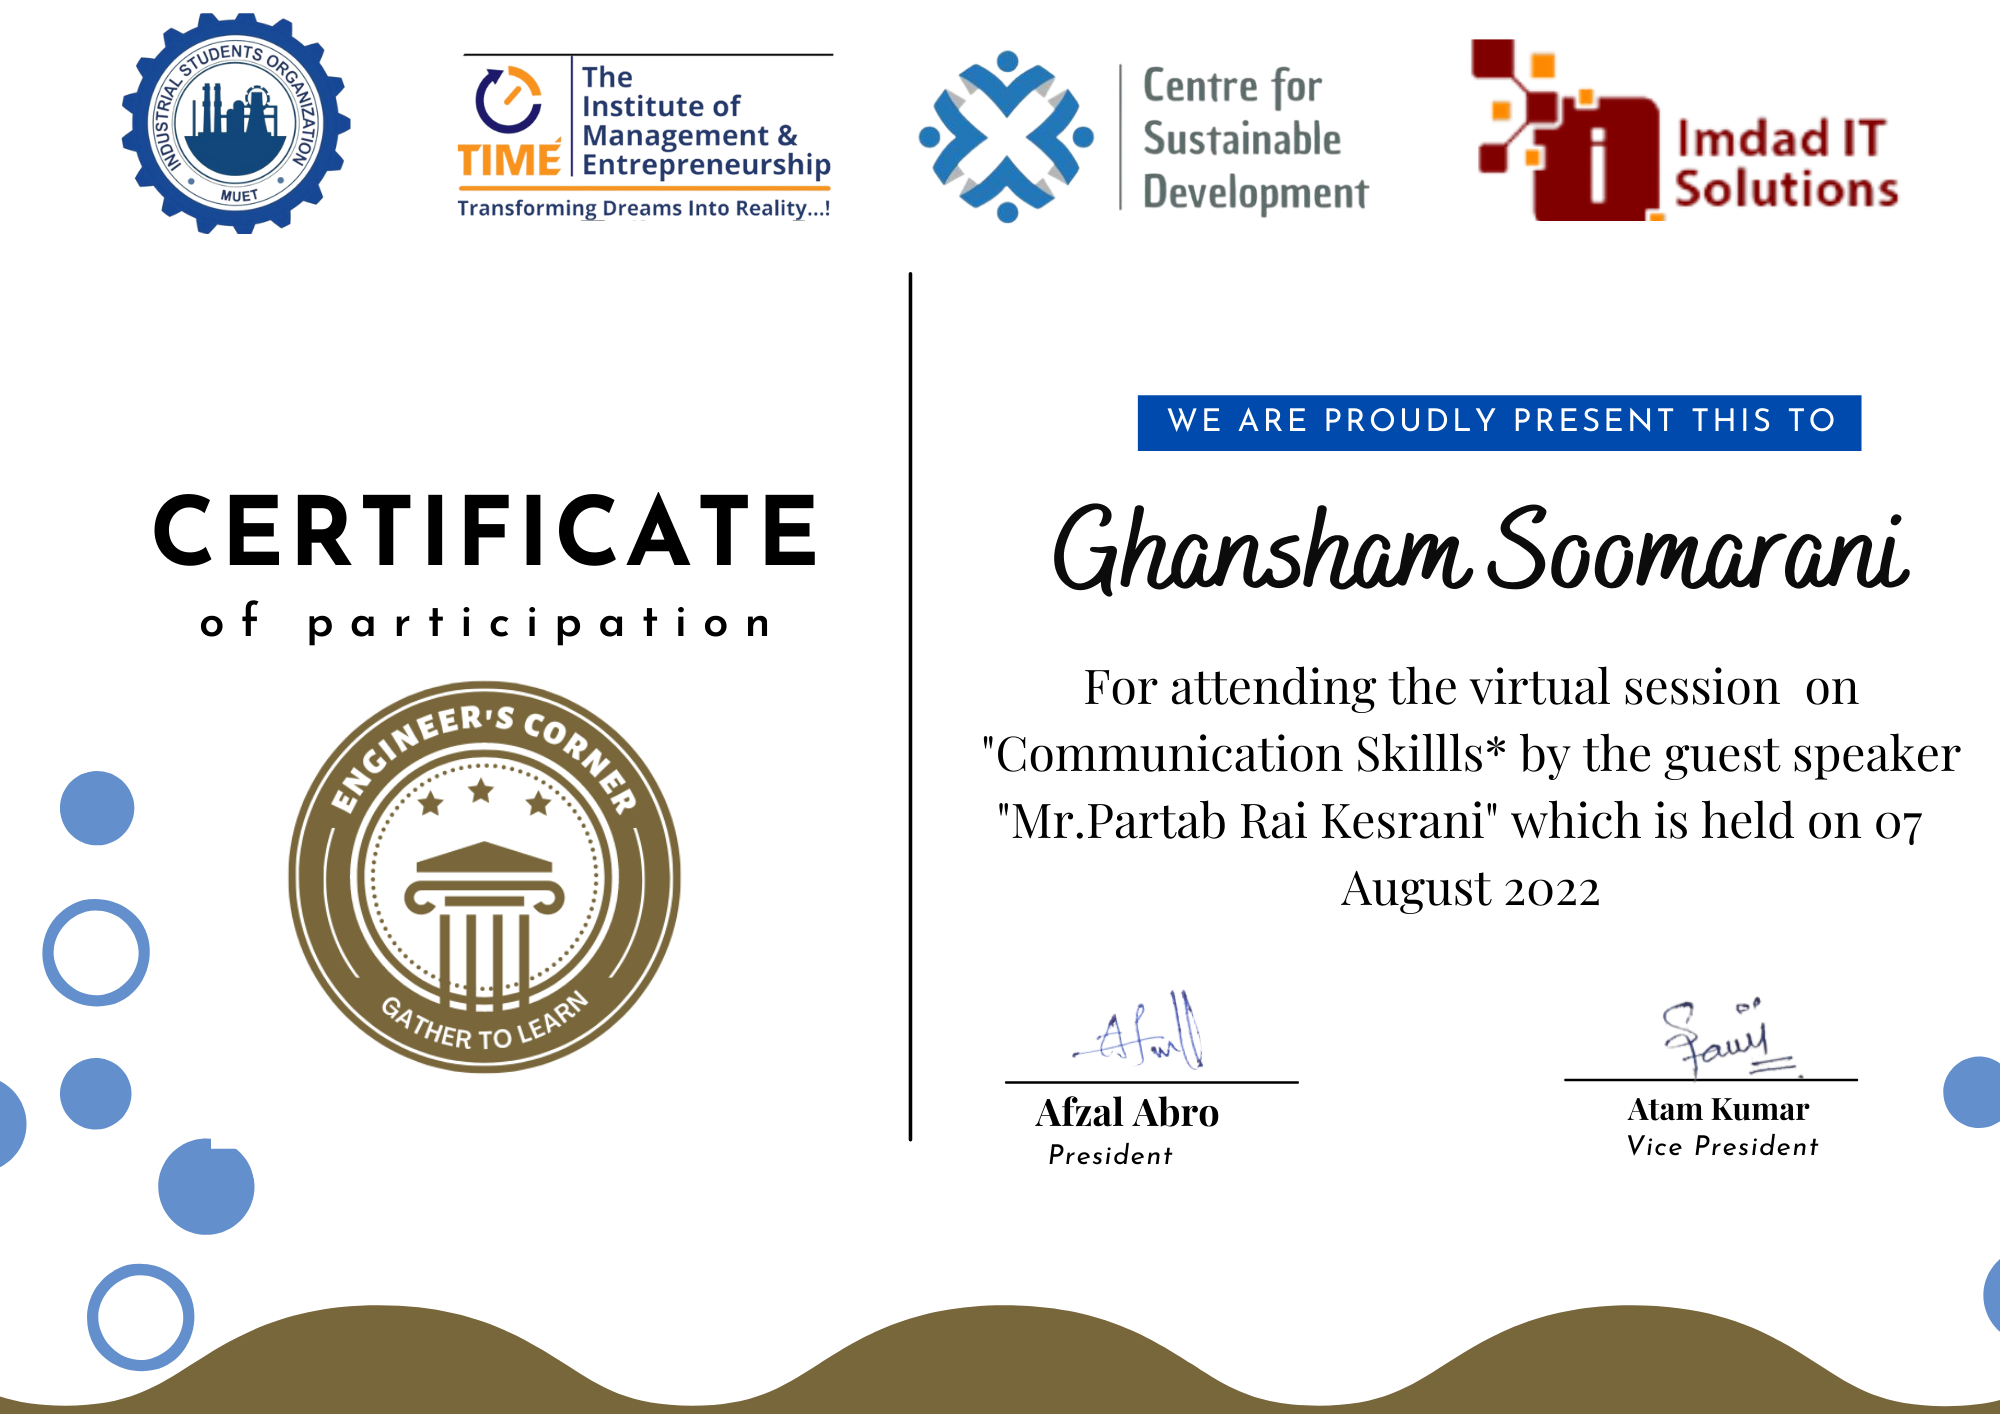 INDUSTRIAL STUDENTS ORGANIZATION
MUET
TIME
The
Institute of
Management &
Entrepreneurship
Transforming Dreams Into Reality...!
Centre for
Sustainable
Development
i
Imdad IT
Solutions
CERTIFICATE
of participation
ENGINEER'S CORNER
GATHER TO LEARN
WE ARE PROUDLY PRESENT THIS TO
Ghansham Soomarani
For attending the virtual session on
"Communication Skillls* by the guest speaker
"Mr.Partab Rai Kesrani" which is held on 07
August 2022
Afzal Abro
President
Atam Kumar
Vice President